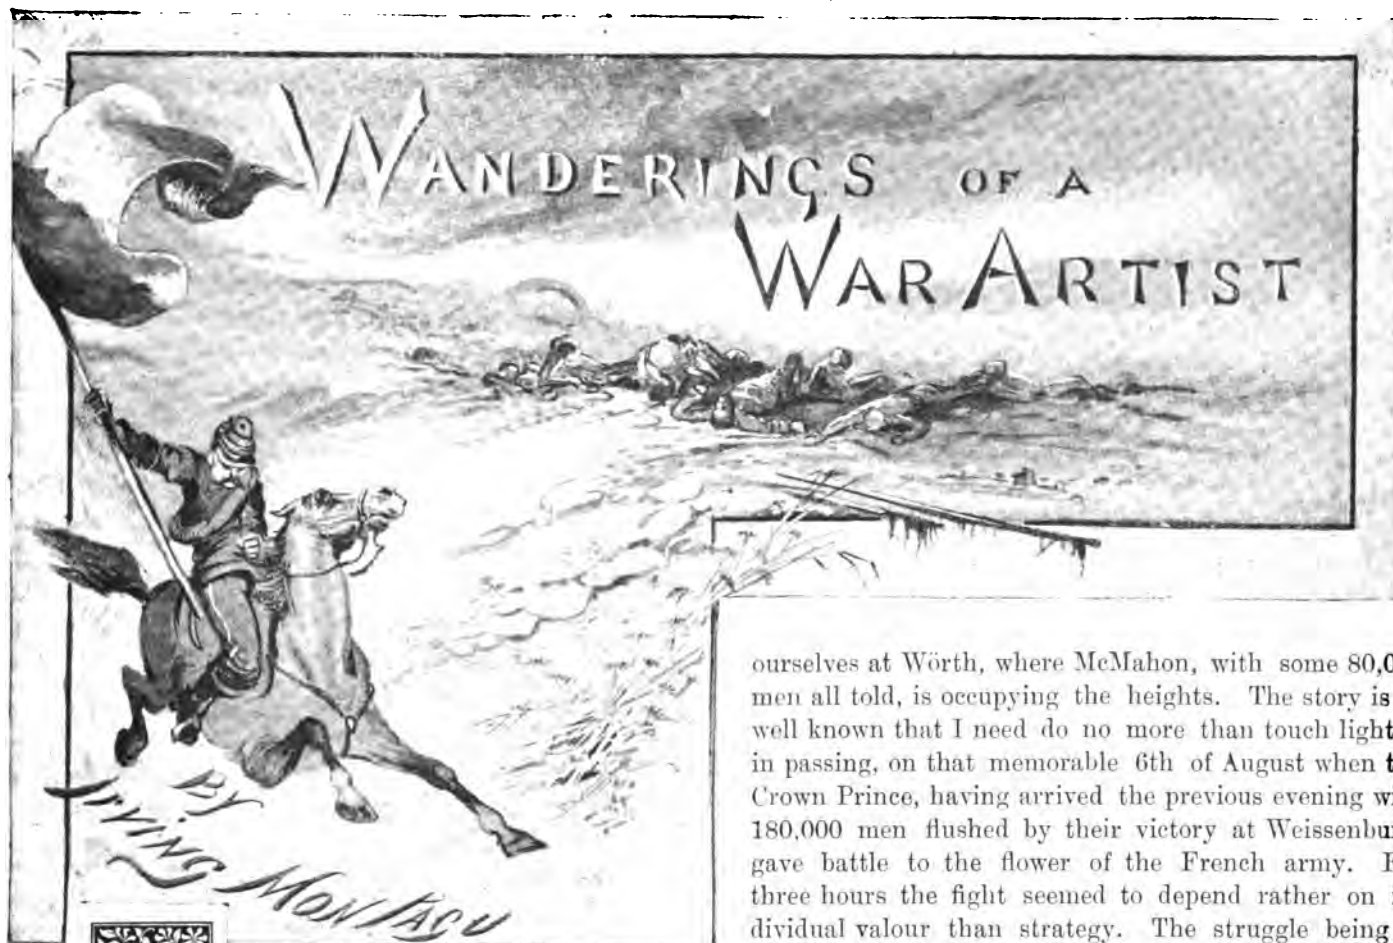 WANDERINGS OF A
WAR ARTIST
BY
IRVING MONTAGU
ourselves at Wörth, where McMahon, with some 80,0
men all told, is occupying the heights. The story is
well known that I need do no more than touch light
in passing, on that memorable 6th of August when t
Crown Prince, having arrived the previous evening w
180,000 men flushed by their victory at Weissenbu
gave battle to the flower of the French army. F
three hours the fight seemed to depend rather on
dividual valour than strategy. The struggle being